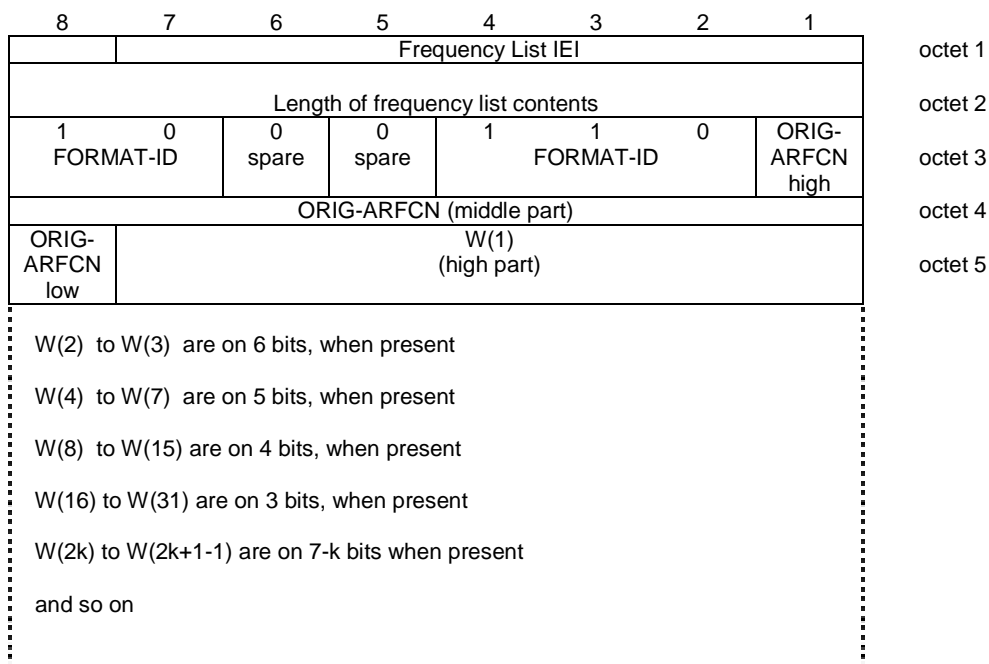 8 7 6 5 4 3 2 1
Frequency List IEI octet 1
Length of frequency list contents octet 2
1 0 0 0 1 1 0 ORIG-
FORMAT-ID spare spare FORMAT-ID ARFCN octet 3
high
ORIG-ARFCN (middle part) octet 4
ORIG- W(1)
ARFCN (high part) octet 5
low
W(2) to W(3) are on 6 bits, when present
W(4) to W(7) are on 5 bits, when present
W(8) to W(15) are on 4 bits, when present
W(16) to W(31) are on 3 bits, when present
W(2k) to W(2k+1-1) are on 7-k bits when present
and so on